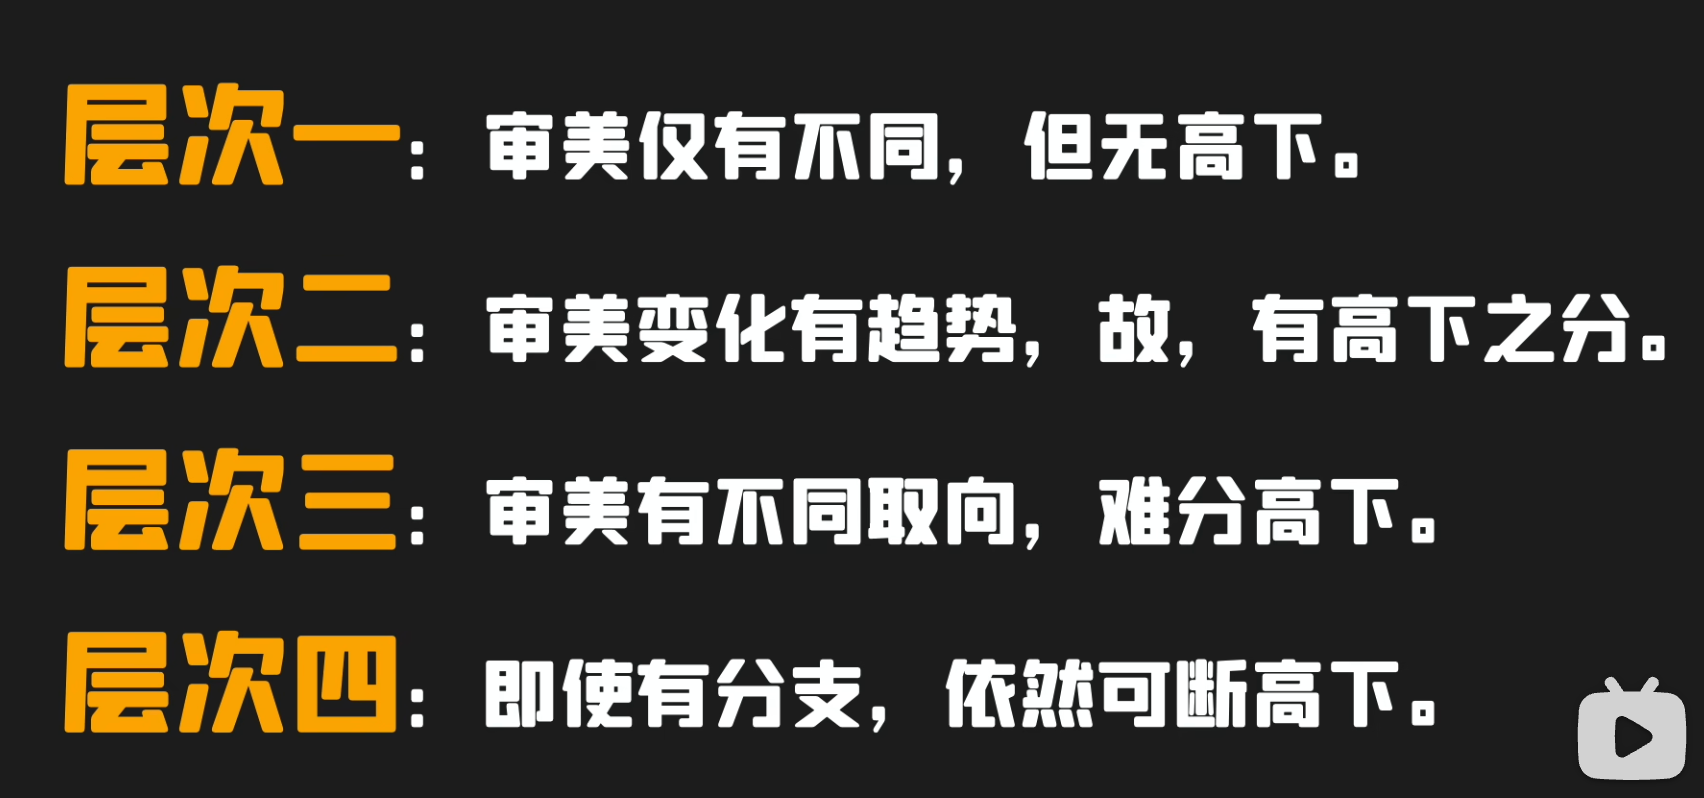 层次一：审美仅有不同，但无高下。
层次二：审美变化有趋势，故，有高下之分。
层次三：审美有不同取向，难分高下。
层次四：即使有分支，依然可断高下。